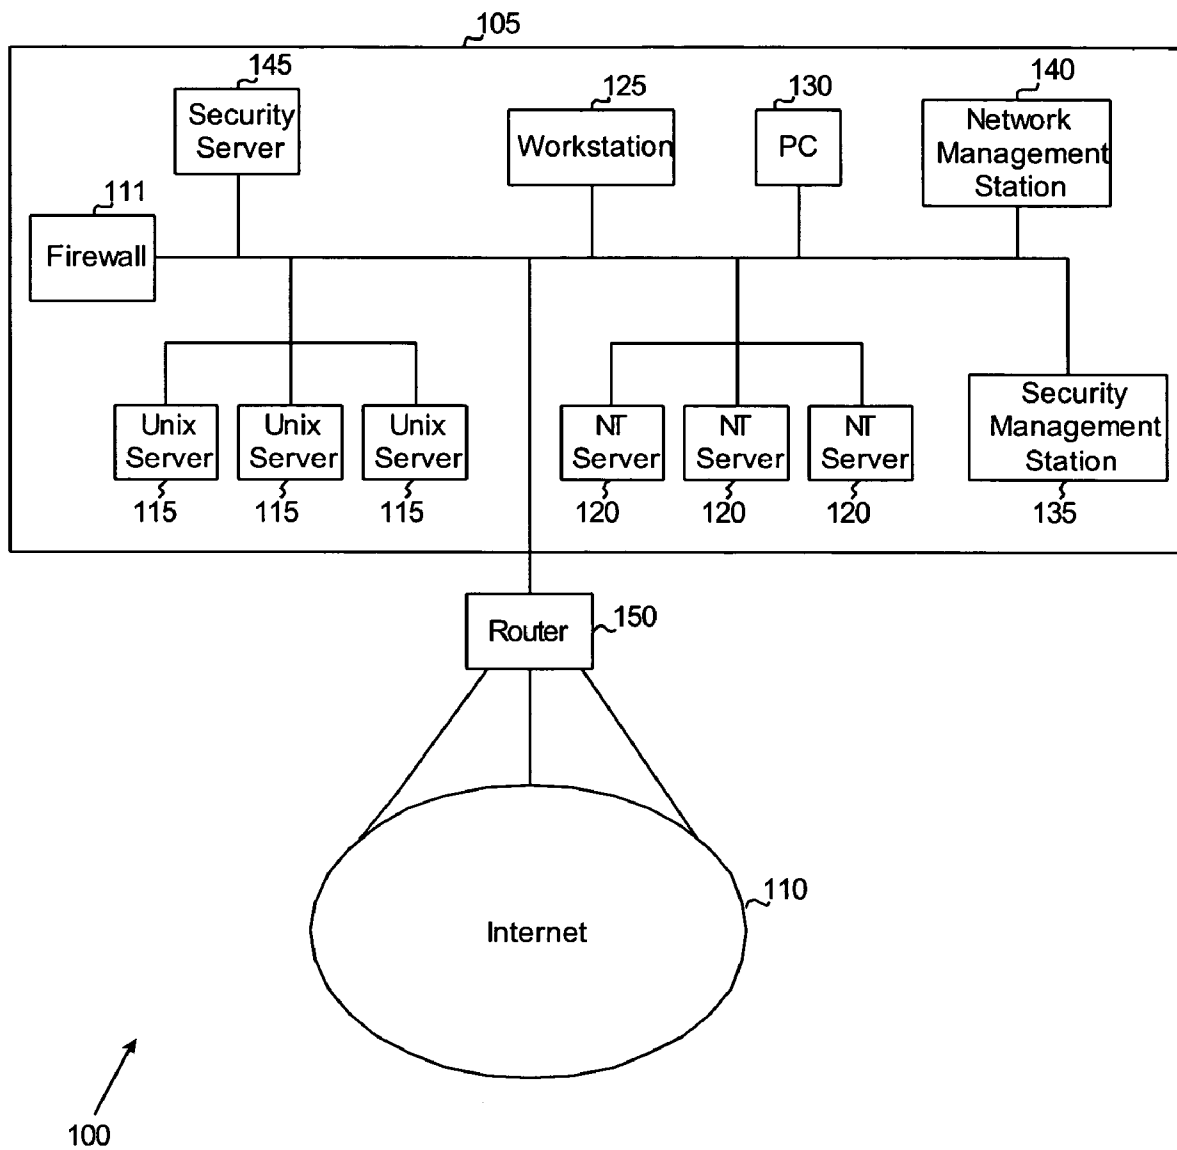 105
145
125
130
140
Security
Server
Workstation
PC
Network
Management
Station
111
Firewall
Unix
Server
Unix
Server
Unix
Server
NT
Server
NT
Server
NT
Server
Security
Management
Station
115
115
115
120
120
120
135
Router
150
110
Internet
100